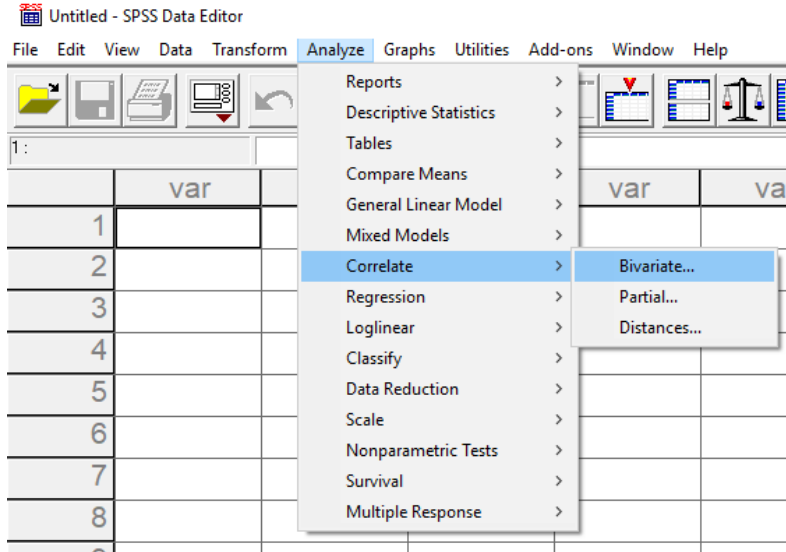 Untitled - SPSS Data Editor
File Edit View Data Transform Analyze Graphs Utilities Add-ons Window Help
1 :
Reports
Descriptive Statistics
Tables
Compare Means
General Linear Model
Mixed Models
Correlate
Regression
Loglinear
Classify
Data Reduction
Scale
Nonparametric Tests
Survival
Multiple Response
Bivariate...
Partial...
Distances...
var var va
1
2
3
4
5
6
7
8